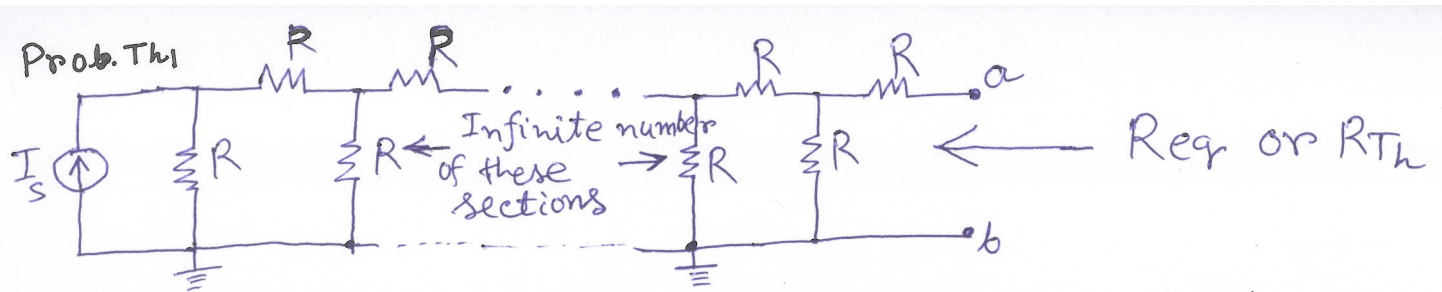 Prob. Th1
R
R
R
R
a
Is
R
R
Infinite number
of these
sections
R
R
Req or RTh
b